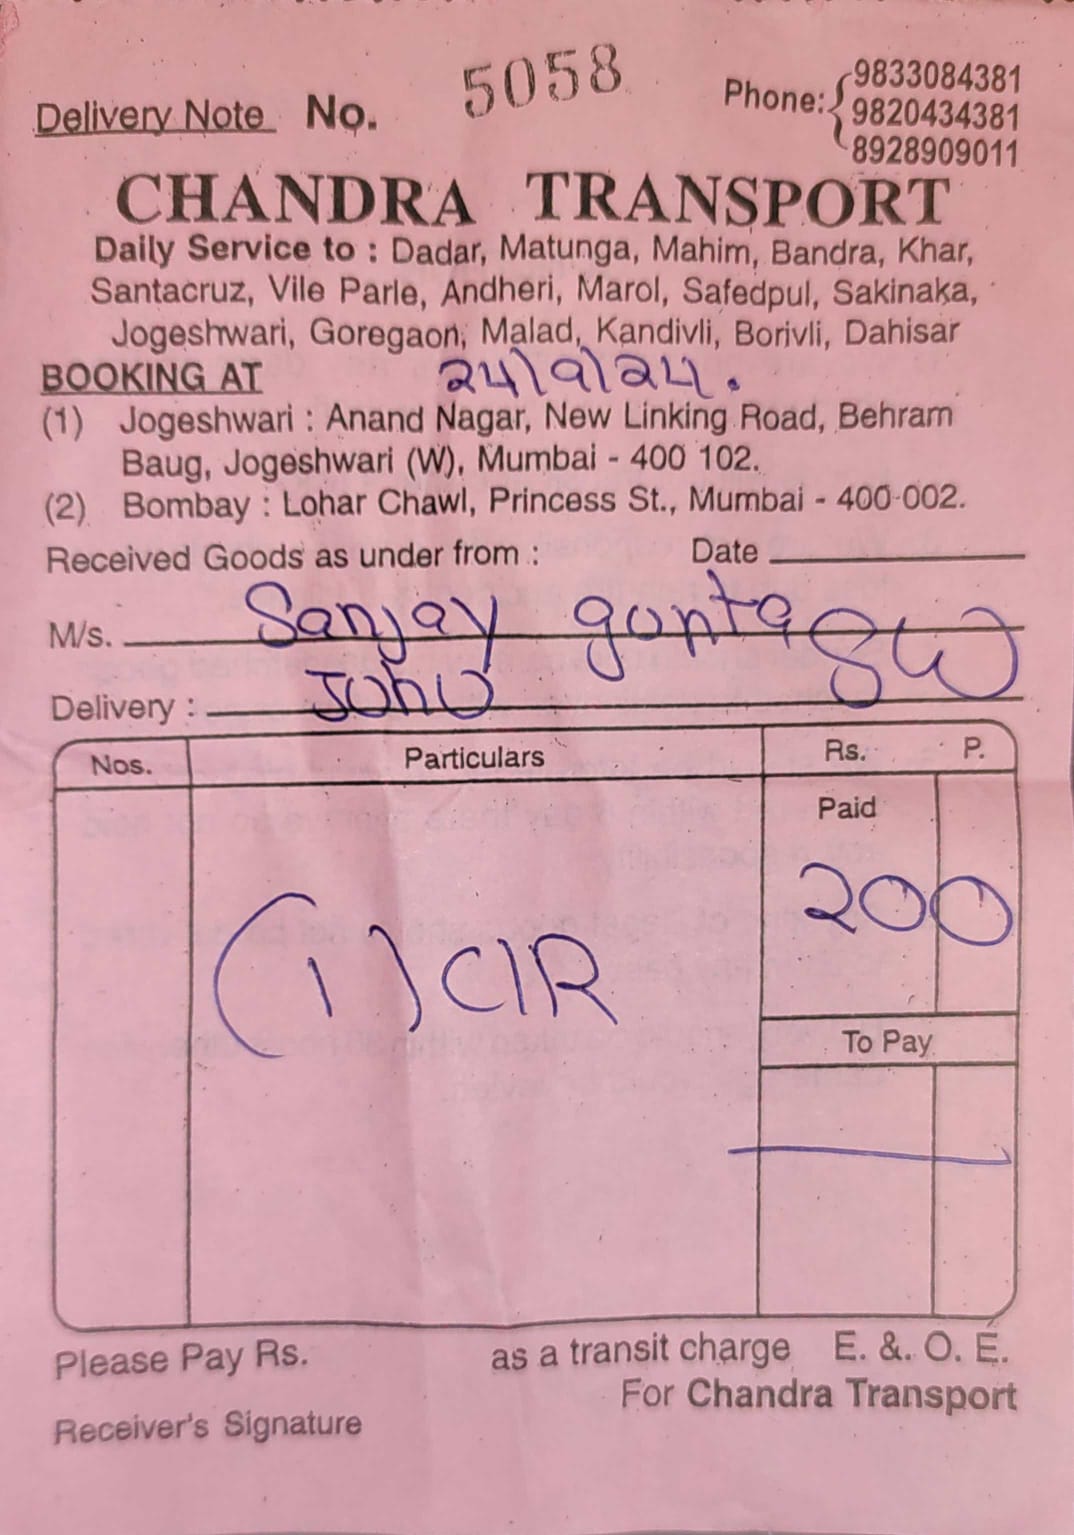 Delivery Note No. 5058 Phone: 9833084381
9820434381
8928909011
CHANDRA TRANSPORT
Daily Service to : Dadar, Matunga, Mahim, Bandra, Khar,
Santacruz, Vile Parle, Andheri, Marol, Safedpul, Sakinaka,
Jogeshwari, Goregaon, Malad, Kandivli, Borivli, Dahisar
BOOKING AT 24/9/24.
(1) Jogeshwari : Anand Nagar, New Linking Road, Behram
Baug, Jogeshwari (W), Mumbai - 400 102.
(2) Bombay : Lohar Chawl, Princess St., Mumbai - 400 002.
Received Goods as under from : Date
M/s. Sanjay gupta
Delivery : JUhU
Nos. Particulars Rs. P.
Paid
200
(1) C1R
To Pay
Please Pay Rs. as a transit charge E. &. O. E.
For Chandra Transport
Receiver's Signature